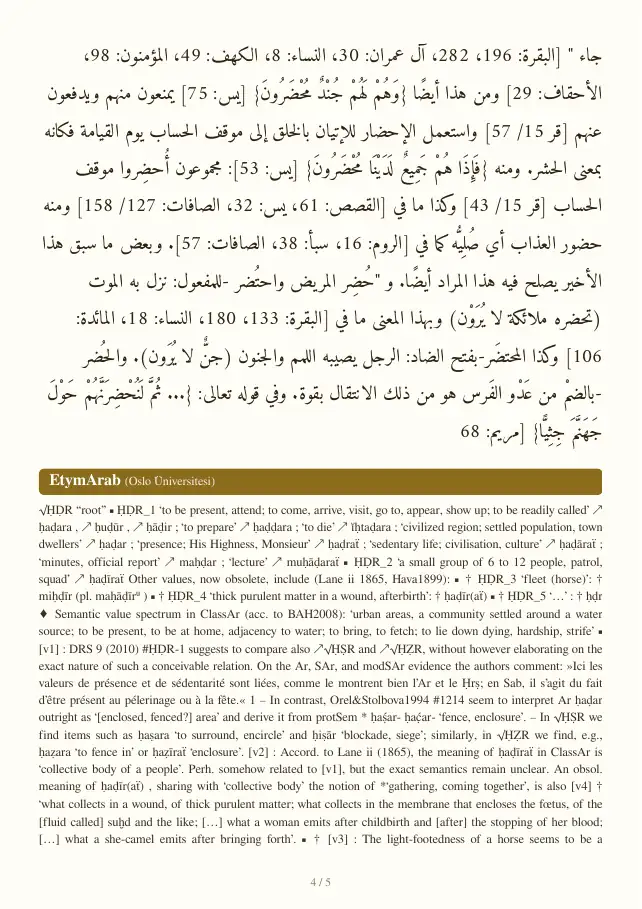 جاء " [البقرة: 196، 282، آل عمران: 30، النساء: 8، الكهف: 49، المؤمنون: 98،
الأحقاف: 29] ومن هذا أيضًا {وَهُمْ لَهُمْ جُنْدٌ مُحْضَرُونَ} [يس: 75] يمنعون منهم ويدفعون
عنهم [قر 15/ 57] واستعمل الإحضار للإتيان بالخلق إلى موقف الحساب يوم القيامة فكانه
بمعنى الحشر. ومنه {فَإِذَا هُمْ جَمِيعٌ لَدَيْنَا مُحْضَرُونَ} [يس: 53]: مجموعون أُحضِروا موقف
الحساب [قر 15/ 43] وكذا ما في [القصص: 61، يس: 32، الصافات: 127/ 158] ومنه
حضور العذاب أي صُلِيُّه كما في [الروم: 16، سبأ: 38، الصافات: 57]. وبعض ما سبق هذا
الأخير يصلح فيه هذا المراد أيضًا. و "حُضِر المريض واحتُضر -للمفعول: نزل به الموت
(تحضره ملائكة لا يُرَوْن) وبهذا المعنى ما في [البقرة: 133، 180، النساء: 18، المائدة:
106] وكذا المحتضَر-بفتح الضاد: الرجل يصيبه اللمم والجنون (جنٌّ لا يُرَون). والحُضر
-بالضمْ من عَدْو الفَرس هو من ذلك الانتقال بقوة. وفي قوله تعالى: {... ثُمَّ لَنُحْضِرَنَّهُمْ حَوْلَ
جَهَنَّمَ جِثِيًّا} [مريم: 68
EtymArab (Oslo Üniversitesi)
√ḤḌR “root” ▪ ḤḌR_1 ‘to be present, attend; to come, arrive, visit, go to, appear, show up; to be readily called’ ↗
ḥaḍara , ↗ ḥuḍūr , ↗ ḥāḍir ; ‘to prepare’ ↗ ḥaḍḍara ; ‘to die’ ↗ ĭḥtaḍara ; ‘civilized region; settled population, town
dwellers’ ↗ ḥaḍar ; ‘presence; His Highness, Monsieur’ ↗ ḥaḍraẗ ; ‘sedentary life; civilisation, culture’ ↗ ḥaḍāraẗ ;
‘minutes, official report’ ↗ maḥḍar ; ‘lecture’ ↗ muḥāḍaraẗ ▪ ḤḌR_2 ‘a small group of 6 to 12 people, patrol,
squad’ ↗ ḥaḍīraẗ Other values, now obsolete, include (Lane ii 1865, Hava1899): ▪ † ḤḌR_3 ‘fleet (horse)’: †
miḥḍīr (pl. maḥāḍīrᵘ ) ▪ † ḤḌR_4 ‘thick purulent matter in a wound, afterbirth’: † ḥaḍīr(aẗ) ▪ † ḤḌR_5 ‘…’ : † ḥḍr
♦ Semantic value spectrum in ClassAr (acc. to BAH2008): ‘urban areas, a community settled around a water
source; to be present, to be at home, adjacency to water; to bring, to fetch; to lie down dying, hardship, strife’ ▪
[v1] : DRS 9 (2010) #ḤḌR-1 suggests to compare also ↗√ḤṢR and ↗√ḤẒR, without however elaborating on the
exact nature of such a conceivable relation. On the Ar, SAr, and modSAr evidence the authors comment: »Ici les
valeurs de présence et de sédentarité sont liées, comme le montrent bien l’Ar et le Ḥrṣ; en Sab, il s’agit du fait
d’être présent au pélerinage ou à la fête.« 1 – In contrast, Orel&Stolbova1994 #1214 seem to interpret Ar ḥaḍar
outright as ‘[enclosed, fenced?] area’ and derive it from protSem * ḥaṣ́ar- ḥaẓ́ar- ‘fence, enclosure’. – In √ḤṢR we
find items such as ḥaṣara ‘to surround, encircle’ and ḥiṣār ‘blockade, siege’; similarly, in √ḤẒR we find, e.g.,
ḥaẓara ‘to fence in’ or ḥaẓīraẗ ‘enclosure’. [v2] : Accord. to Lane ii (1865), the meaning of ḥaḍīraẗ in ClassAr is
‘collective body of a people’. Perh. somehow related to [v1], but the exact semantics remain unclear. An obsol.
meaning of ḥaḍīr(aẗ) , sharing with ‘collective body’ the notion of *‘gathering, coming together’, is also [v4] †
‘what collects in a wound, of thick purulent matter; what collects in the membrane that encloses the fœtus, of the
[fluid called] suḫd and the like; […] what a woman emits after childbirth and [after] the stopping of her blood;
[…] what a she-camel emits after bringing forth’. ▪ † [v3] : The light-footedness of a horse seems to be a
4 / 5